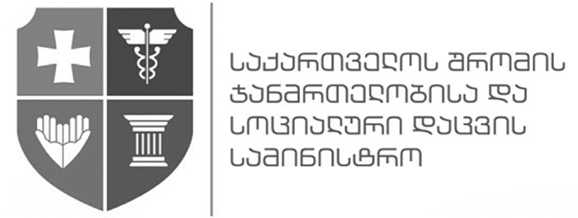 საქართველოს შრომის
ჯანმრთელობისა და
სოციალური დაცვის
სამინისტრო